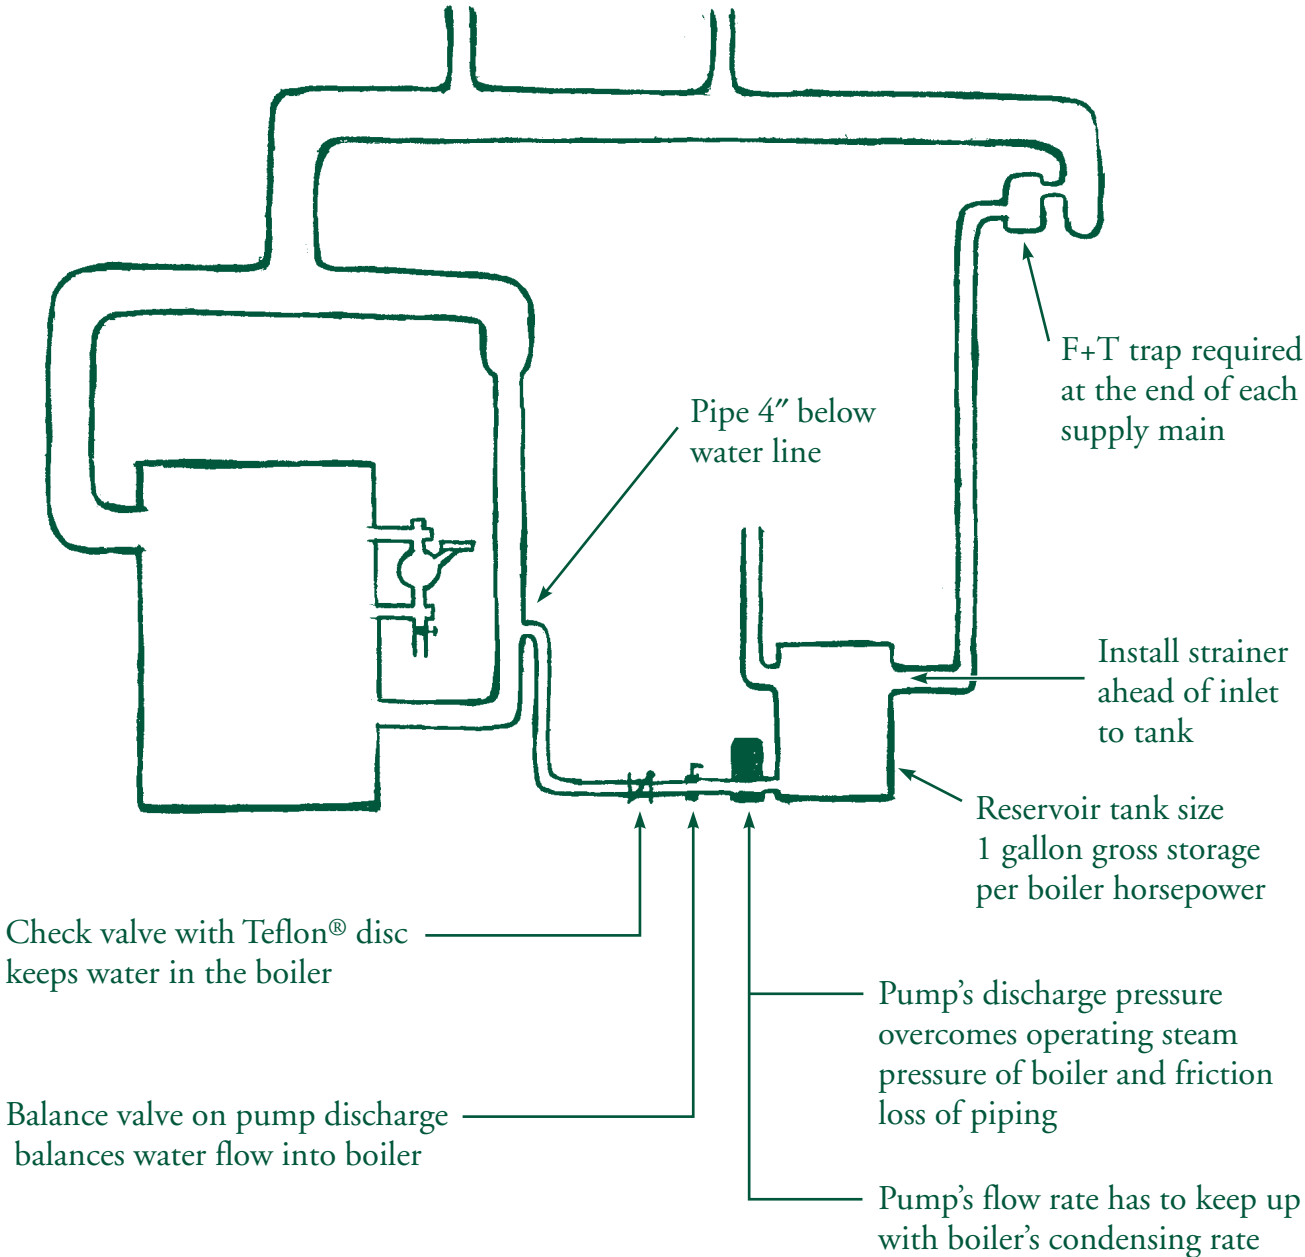 F+T trap required
at the end of each
supply main
Pipe 4″ below
water line
Install strainer
ahead of inlet
to tank
Reservoir tank size
1 gallon gross storage
per boiler horsepower
Check valve with Teflon® disc
keeps water in the boiler
Pump’s discharge pressure
overcomes operating steam
pressure of boiler and friction
loss of piping
Balance valve on pump discharge
balances water flow into boiler
Pump’s flow rate has to keep up
with boiler’s condensing rate